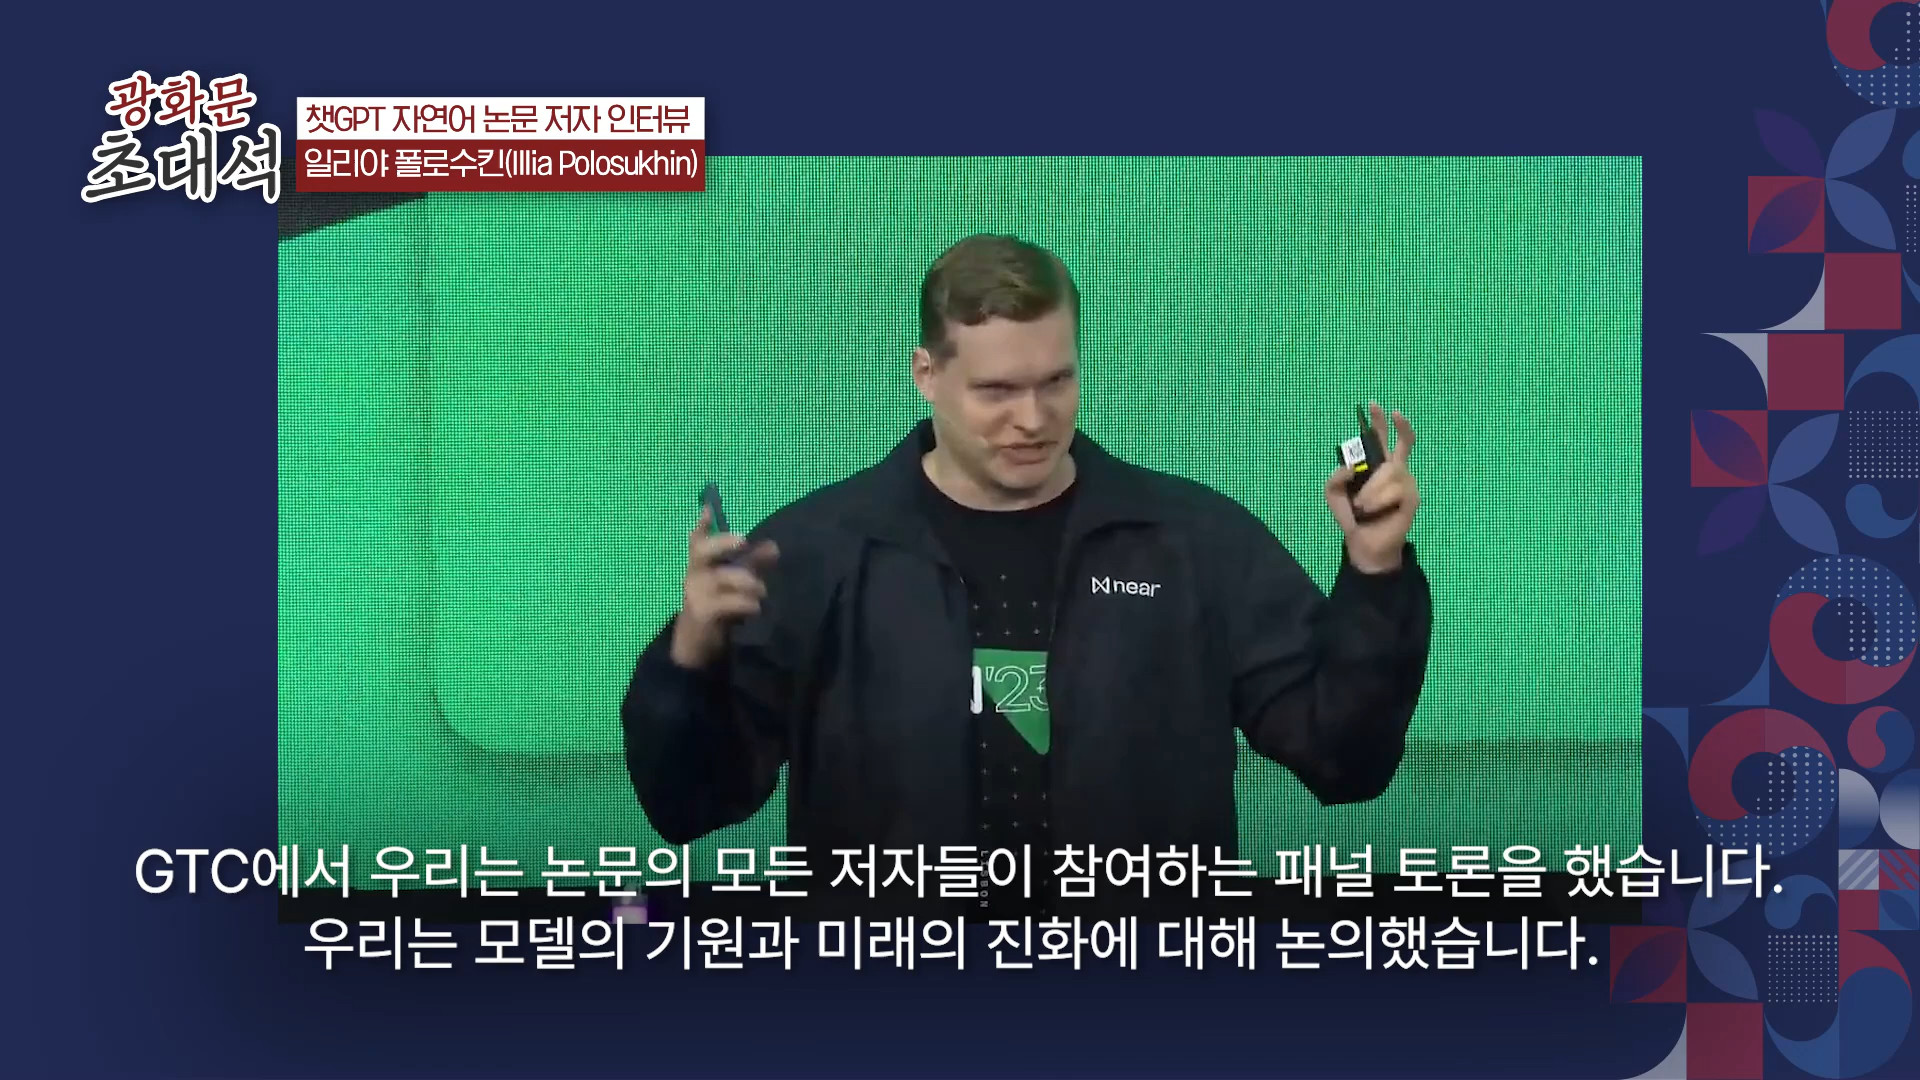 광화문
초대석
챗GPT 자연어 논문 저자 인터뷰
일리야 폴로수킨(Illia Polosukhin)
near
'23
LISBON
GTC에서 우리는 논문의 모든 저자들이 참여하는 패널 토론을 했습니다.
우리는 모델의 기원과 미래의 진화에 대해 논의했습니다.